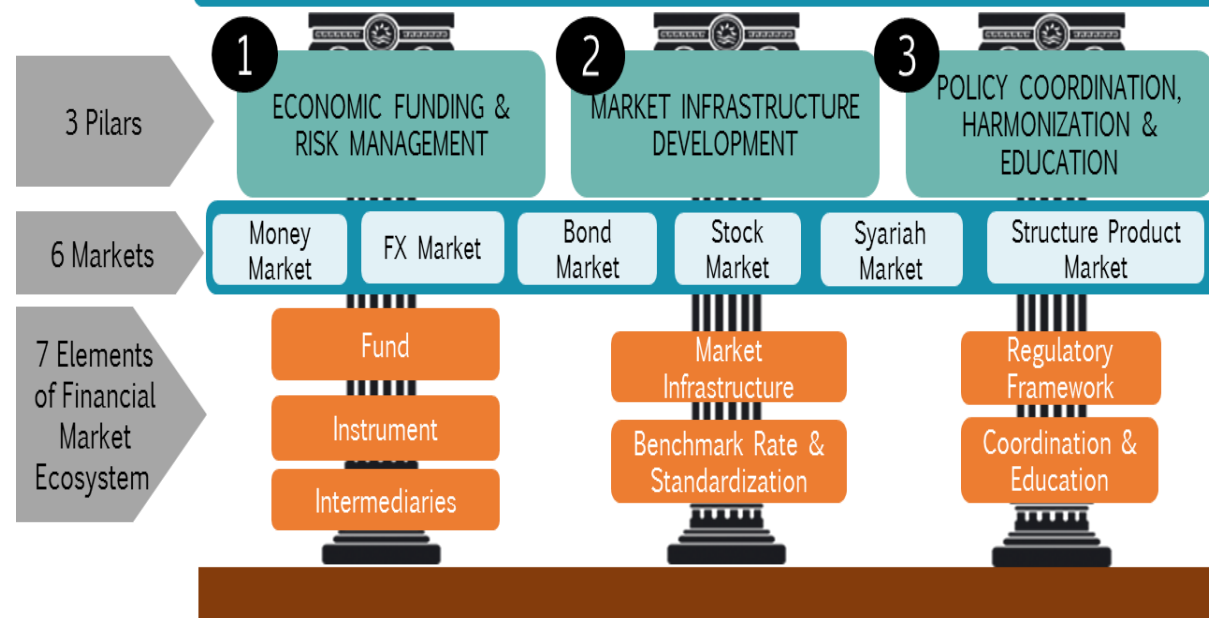 3 Pilars
1
ECONOMIC FUNDING &
RISK MANAGEMENT
2
MARKET INFRASTRUCTURE
DEVELOPMENT
3
POLICY COORDINATION,
HARMONIZATION &
EDUCATION
6 Markets
Money
Market
FX Market
Bond
Market
Stock
Market
Syariah
Market
Structure Product
Market
7 Elements
of Financial
Market
Ecosystem
Fund
Instrument
Intermediaries
Market
Infrastructure
Benchmark Rate &
Standardization
Regulatory
Framework
Coordination &
Education